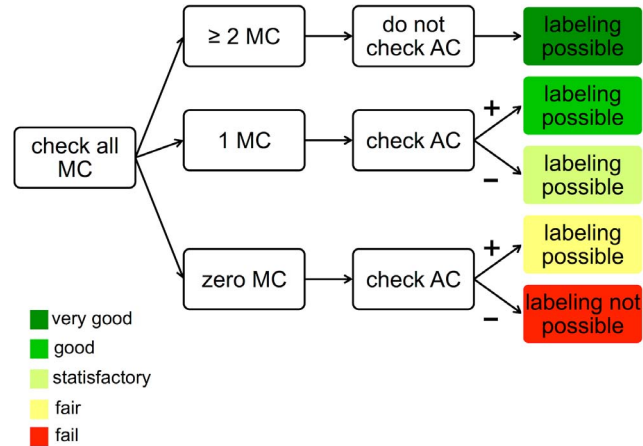 ≥ 2 MC
do not
check AC
labeling
possible
check all
MC
1 MC
check AC
+
labeling
possible
−
labeling
possible
zero MC
check AC
+
labeling
possible
−
labeling not
possible
very good
good
statisfactory
fair
fail